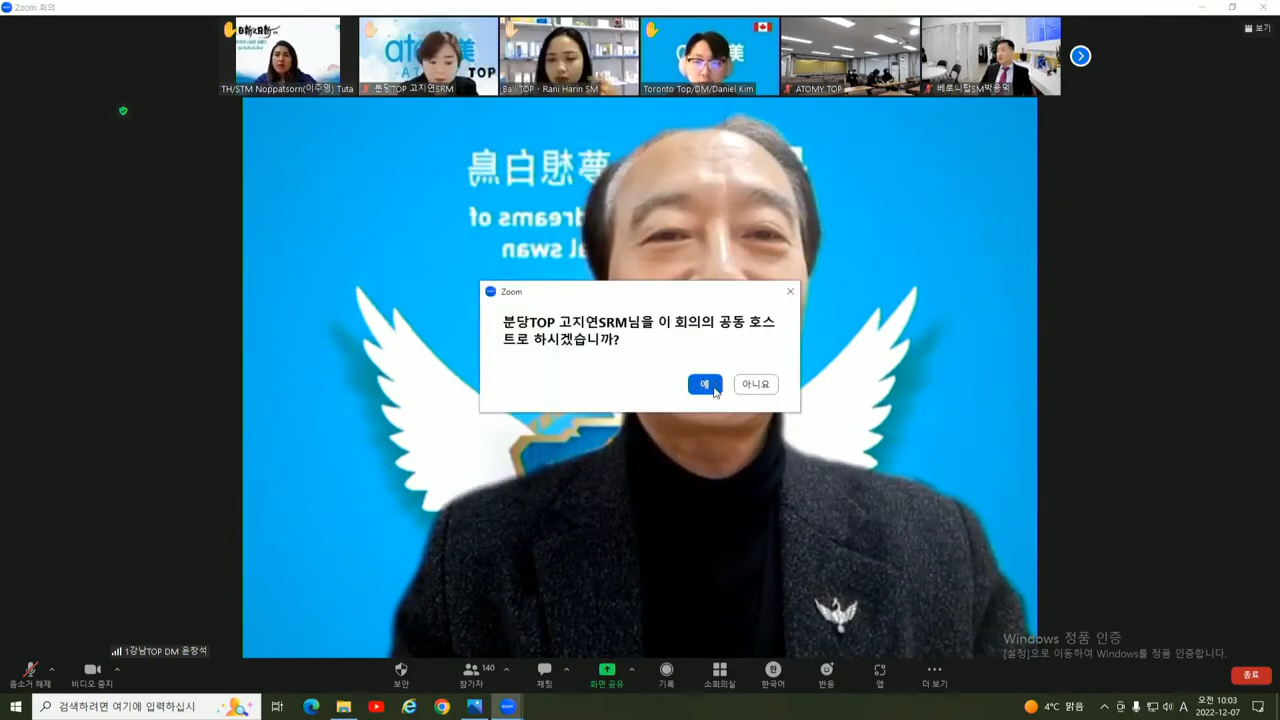 Zoom 회의
보기
TH/STM Noppatsorn(이주영) Tuta
분당TOP 고지연SRM
Bali TOP - Rani Harin SM
Toronto Top/DM/Daniel Kim
ATOMY TOP
베로니탑SM박용덕
TOP
夢想白鳥
dreams of
al swan
Zoom
분당TOP 고지연SRM님을 이 회의의 공동 호스
트로 하시겠습니까?
예
아니요
1강남TOP DM 윤장석
Windows 정품 인증
[설정]으로 이동하여 Windows를 정품 인증합니다.
음소거 해제
비디오 중지
보안
140
참가자
채팅
화면 공유
기록
소회의실
한
한국어
반응
앱
더 보기
종료
검색하려면 여기에 입력하십시
4°C 맑음
A
오전 10:03
2022-12-07